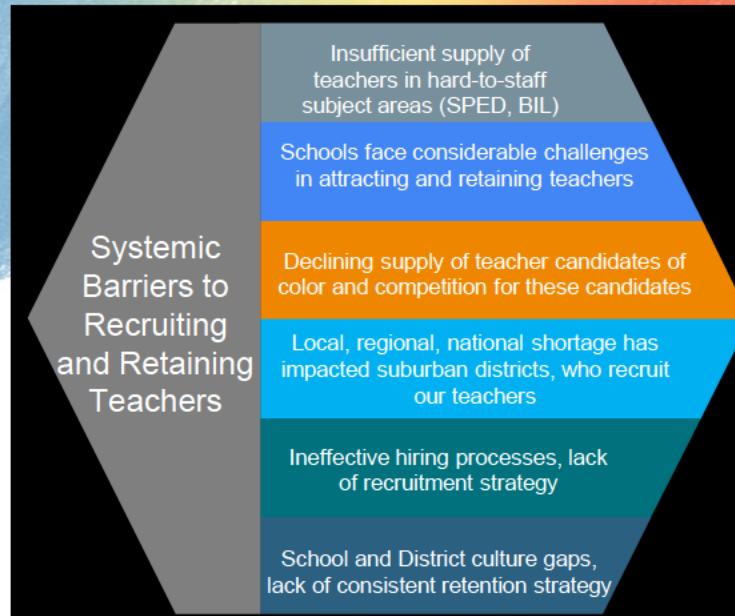 Systemic
Barriers to
Recruiting
and Retaining
Teachers
Insufficient supply of
teachers in hard-to-staff
subject areas (SPED, BIL)
Schools face considerable challenges
in attracting and retaining teachers
Declining supply of teacher candidates of
color and competition for these candidates
Local, regional, national shortage has
impacted suburban districts, who recruit
our teachers
Ineffective hiring processes, lack
of recruitment strategy
School and District culture gaps,
lack of consistent retention strategy